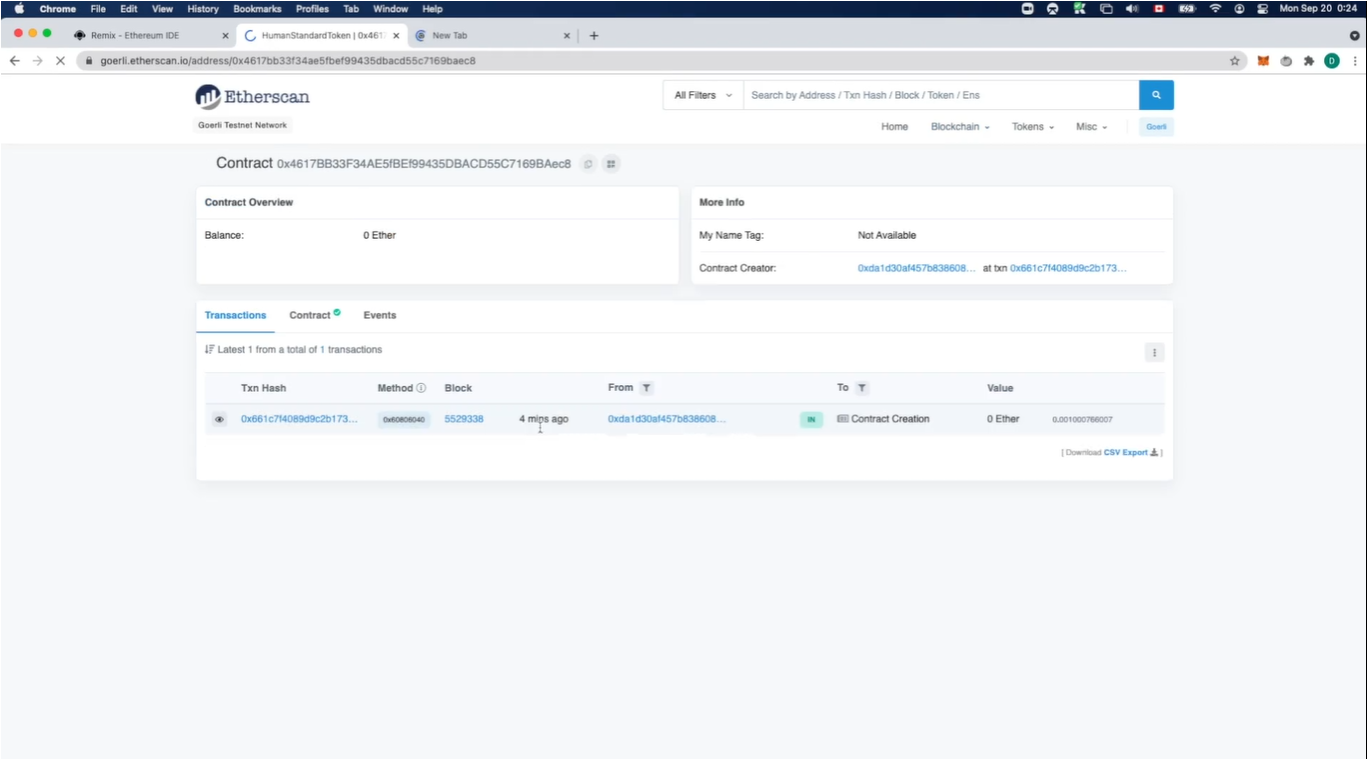 Chrome File Edit View History Bookmarks Profiles Tab Window Help Mon Sep 20 0:24
Remix - Ethereum IDE HumanStandardToken | 0x461 New Tab
goerli.etherscan.io/address/0x4617bb33f34ae5fbef99435dbacd55c7169baec8 D
Etherscan All Filters Search by Address / Txn Hash / Block / Token / Ens
Goerli Testnet Network Home Blockchain Tokens Misc Goerli
Contract 0x4617BB33F34AE5fBEf99435DBACD55C7169BAec8
Contract Overview More Info
Balance: 0 Ether My Name Tag: Not Available
Contract Creator: 0xda1d30af457b838608... at txn 0x661c7f4089d9c2b173...
Transactions Contract Events
Latest 1 from a total of 1 transactions
Txn Hash Method Block From To Value
0x661c7f4089d9c2b173... 0x60806040 5529338 4 mins ago 0xda1d30af457b838608... IN Contract Creation 0 Ether 0.001000766007
[ Download CSV Export ]